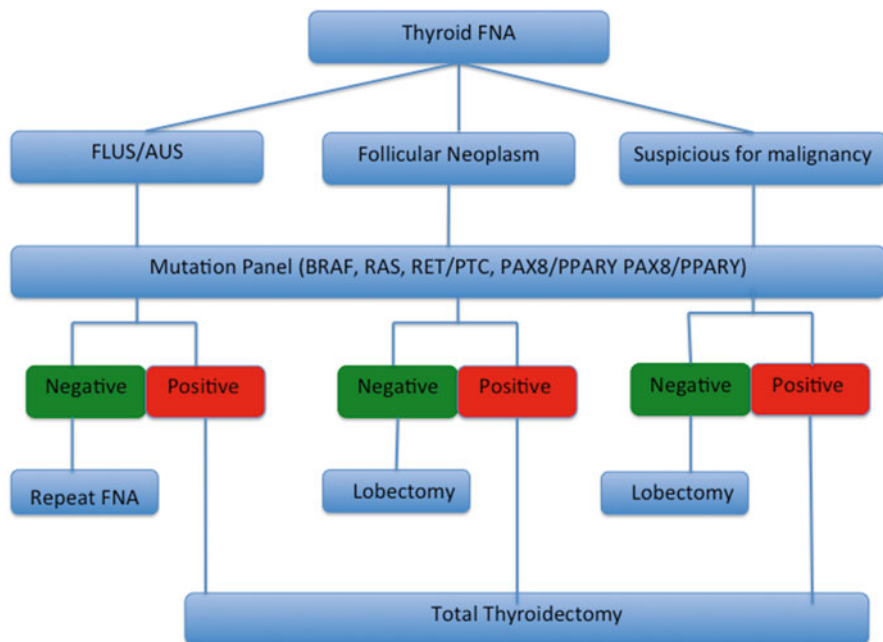 Thyroid FNA
FLUS/AUS
Follicular Neoplasm
Suspicious for malignancy
Mutation Panel (BRAF, RAS, RET/PTC, PAX8/PPARY PAX8/PPARY)
Negative
Positive
Negative
Positive
Negative
Positive
Repeat FNA
Lobectomy
Lobectomy
Total Thyroidectomy